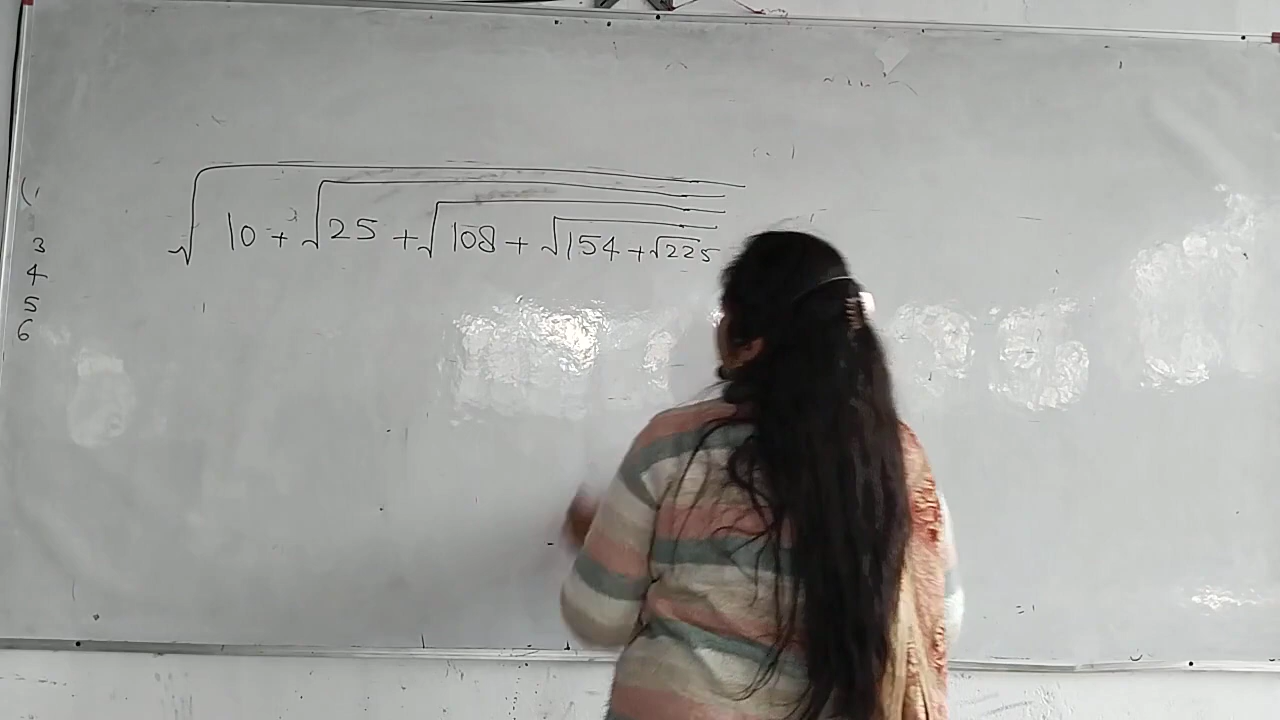 √(10 + √(25 + √(108 + √(154 + √225))))
3
4
5
6